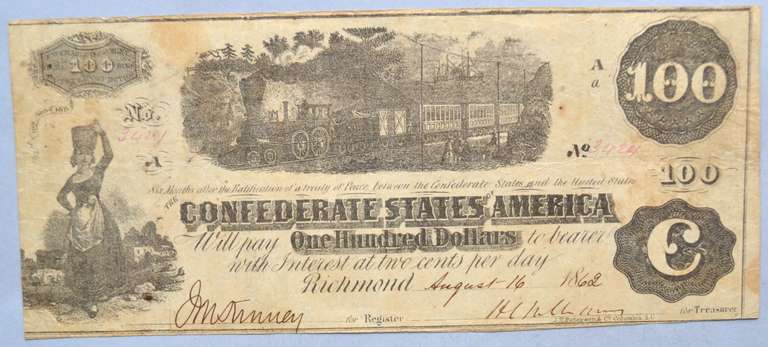 100
A
a
100
No.
A
No
100
Six Months after the Ratification of a treaty of Peace between the Confederate States and the United States
THE
CONFEDERATE STATES OF AMERICA
Will pay One Hundred Dollars to bearer
with Interest at two cents per day
C
Richmond August 16 1862
for Register
for Treasurer